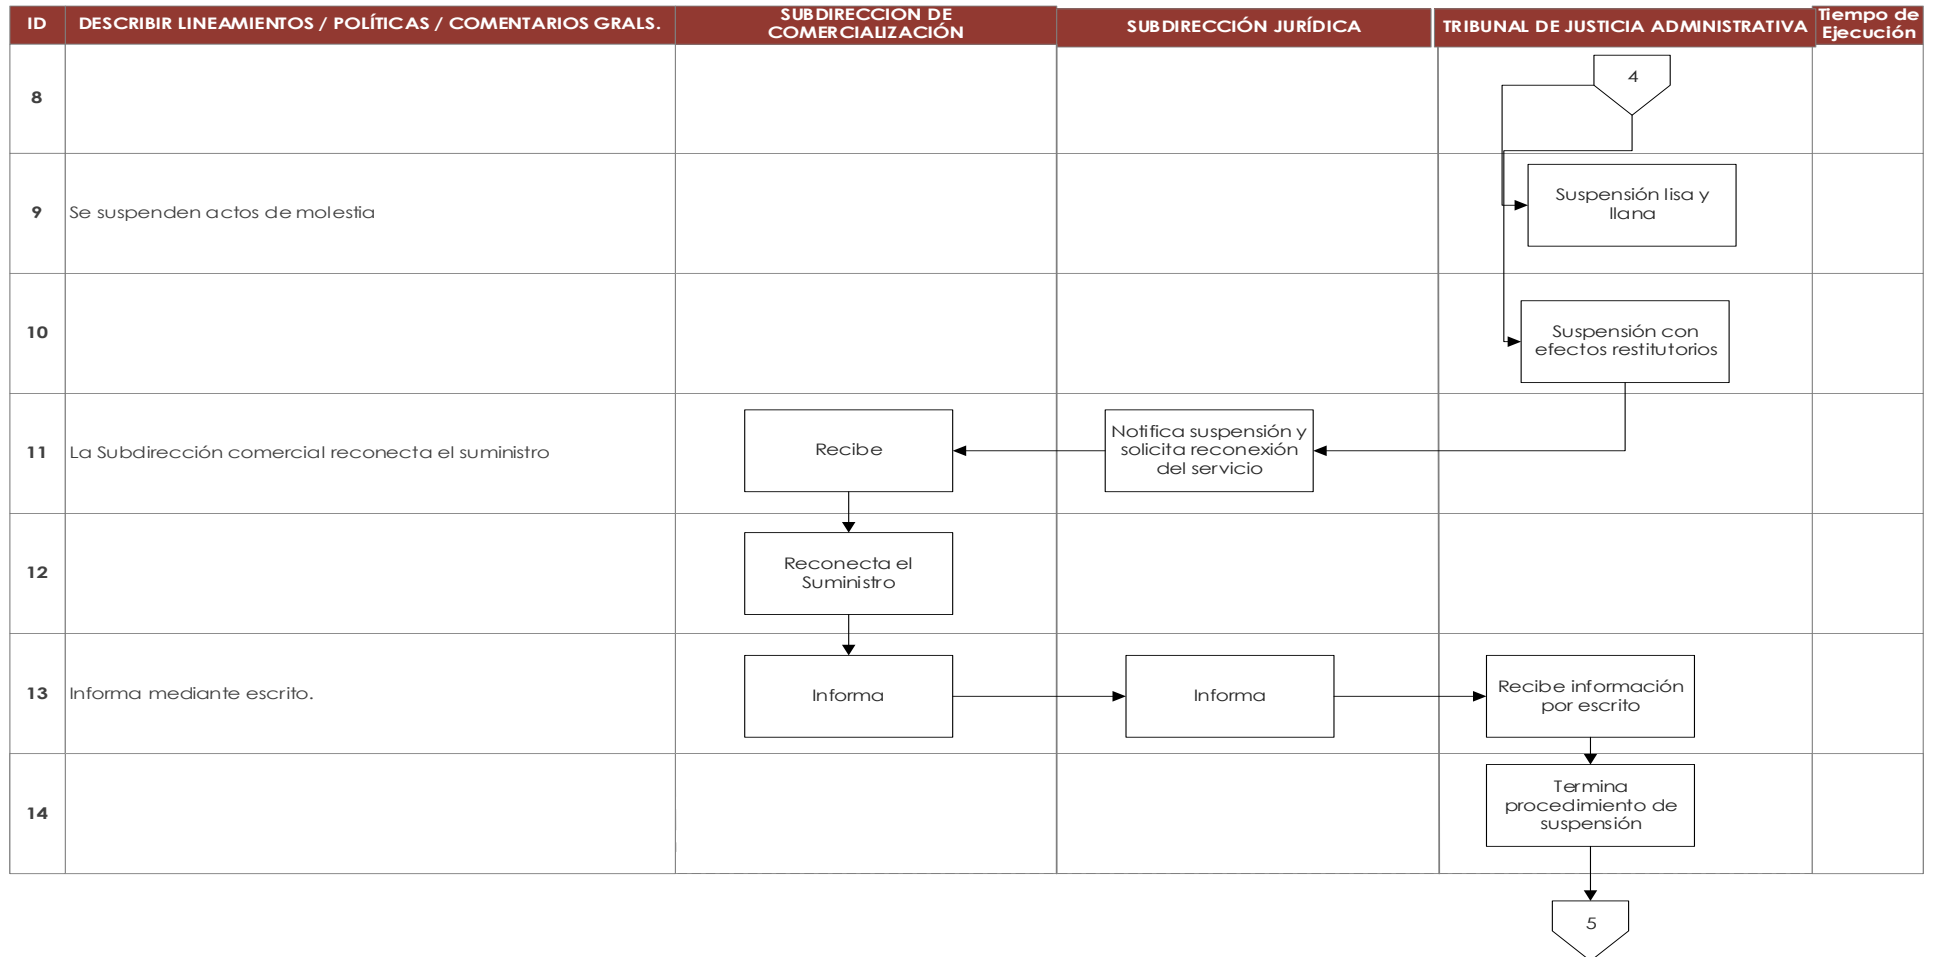 ID
DESCRIBIR LINEAMIENTOS / POLÍTICAS / COMENTARIOS GRALS.
SUBDIRECCION DE
COMERCIALIZACIÓN
SUBDIRECCIÓN JURÍDICA
TRIBUNAL DE JUSTICIA ADMINISTRATIVA
Tiempo de
Ejecución
8
4
9
Se suspenden actos de molestia
Suspensión lisa y
llana
10
Suspensión con
efectos restitutorios
11
La Subdirección comercial reconecta el suministro
Recibe
Notifica suspensión y
solicita reconexión
del servicio
12
Reconecta el
Suministro
13
Informa mediante escrito.
Informa
Informa
Recibe información
por escrito
14
Termina
procedimiento de
suspensión
5